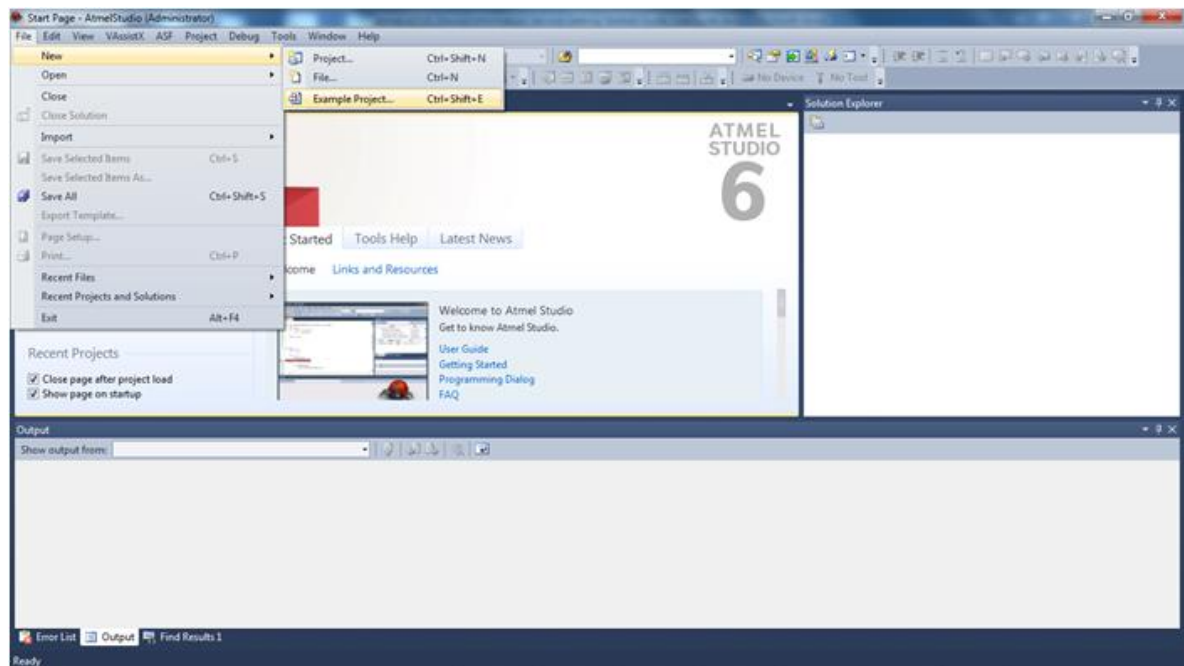 Start Page - AtmelStudio (Administrator)
File Edit View VAssistX ASF Project Debug Tools Window Help
New
Project... Ctrl+Shift+N
Open
File... Ctrl+N
No Device No Tool
Close
Example Project... Ctrl+Shift+E
Solution Explorer
Close Solution
Import
ATMEL
STUDIO
6
Save Selected Items Ctrl+S
Save Selected Items As...
Save All Ctrl+Shift+S
Export Template...
Page Setup...
Started Tools Help Latest News
Print... Ctrl+P
Recent Files
come Links and Resources
Recent Projects and Solutions
Exit Alt+F4
Welcome to Atmel Studio
Get to know Atmel Studio.
User Guide
Getting Started
Programming Dialog
FAQ
Recent Projects
Close page after project load
Show page on startup
Output
Show output from:
Error List Output Find Results 1
Ready